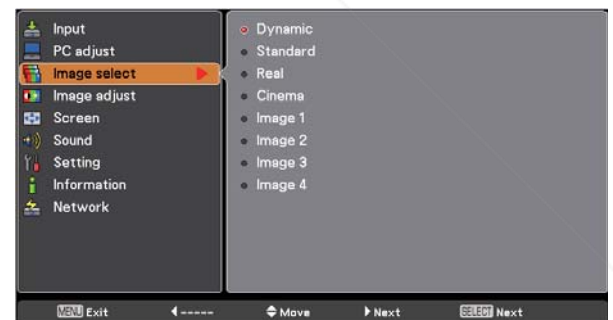 Input
PC adjust
Image select
Image adjust
Screen
Sound
Setting
Information
Network
Dynamic
Standard
Real
Cinema
Image 1
Image 2
Image 3
Image 4
MENU Exit ----- Move Next SELECT Next